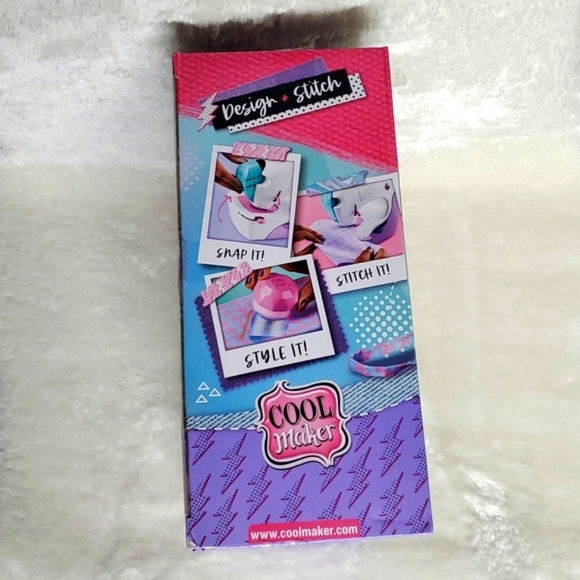 Design + Stitch
SNAP IT!
STITCH IT!
STYLE IT!
COOL
maker
www.coolmaker.com